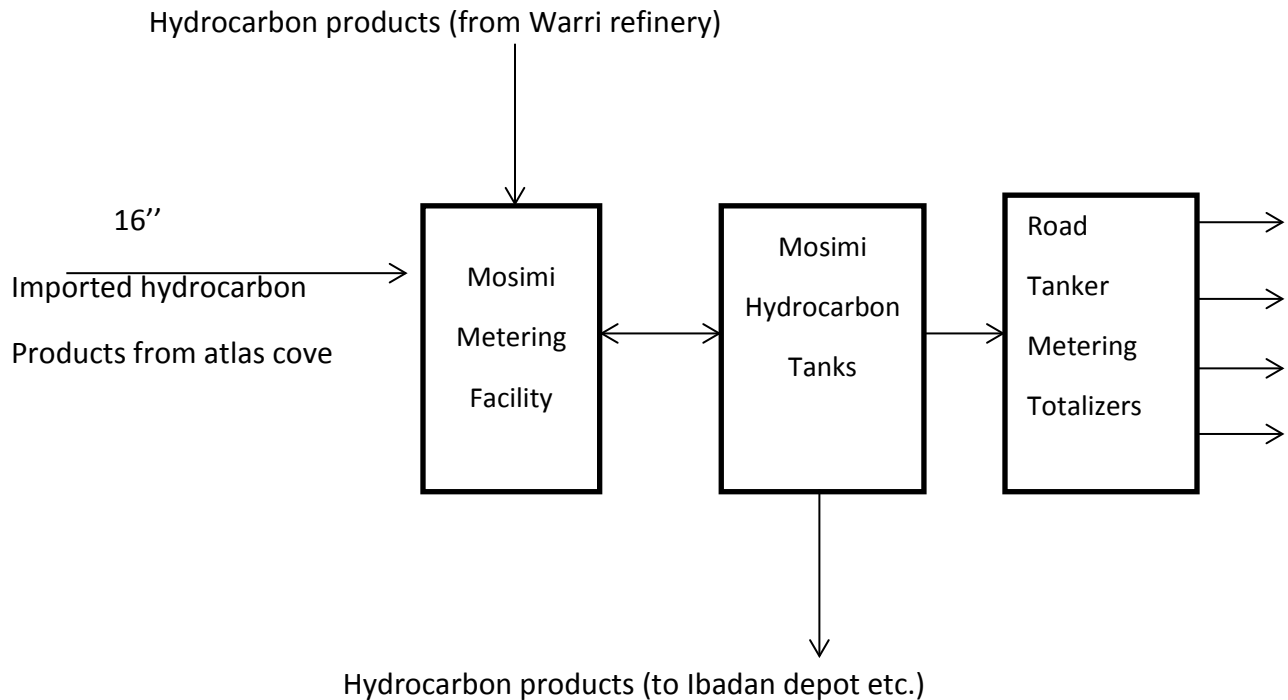 Hydrocarbon products (from Warri refinery)
16’’
Imported hydrocarbon
Products from atlas cove
Mosimi
Metering
Facility
Mosimi
Hydrocarbon
Tanks
Road
Tanker
Metering
Totalizers
Hydrocarbon products (to Ibadan depot etc.)